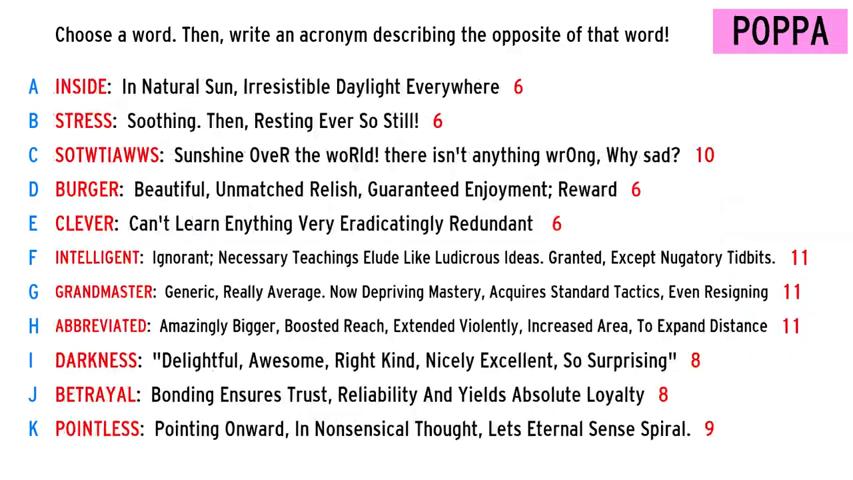 Choose a word. Then, write an acronym describing the opposite of that word!
POPPA
A INSIDE: In Natural Sun, Irresistible Daylight Everywhere 6
B STRESS: Soothing. Then, Resting Ever So Still! 6
C SOTWTIAWWS: Sunshine OveR the woRld! there isn't anything wrOng, Why sad? 10
D BURGER: Beautiful, Unmatched Relish, Guaranteed Enjoyment; Reward 6
E CLEVER: Can't Learn Enything Very Eradicatingly Redundant 6
F INTELLIGENT: Ignorant; Necessary Teachings Elude Like Ludicrous Ideas. Granted, Except Nugatory Tidbits. 11
G GRANDMASTER: Generic, Really Average. Now Depriving Mastery, Acquires Standard Tactics, Even Resigning 11
H ABBREVIATED: Amazingly Bigger, Boosted Reach, Extended Violently, Increased Area, To Expand Distance 11
I DARKNESS: "Delightful, Awesome, Right Kind, Nicely Excellent, So Surprising" 8
J BETRAYAL: Bonding Ensures Trust, Reliability And Yields Absolute Loyalty 8
K POINTLESS: Pointing Onward, In Nonsensical Thought, Lets Eternal Sense Spiral. 9